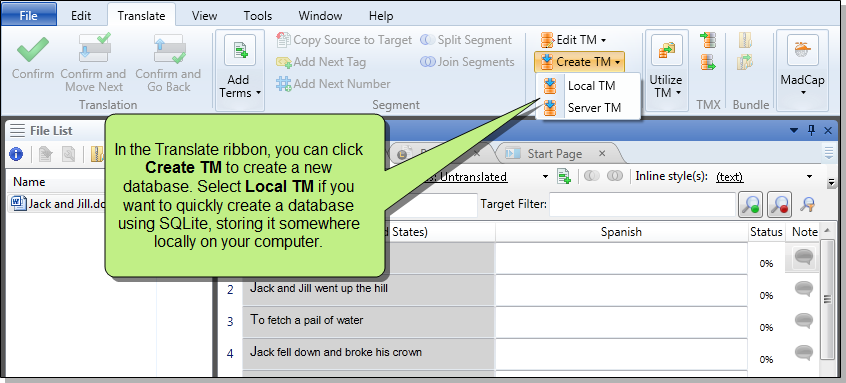 File Edit Translate View Tools Window Help
Confirm Confirm and Move Next Confirm and Go Back
Translation
Add Terms
Copy Source to Target Split Segment
Add Next Tag Join Segments
Add Next Number
Segment
Edit TM
Create TM
Local TM
Server TM
Utilize TM
TMX
Bundle
MadCap
File List
Start Page
In the Translate ribbon, you can click
Create TM to create a new
database. Select Local TM if you
want to quickly create a database
using SQLite, storing it somewhere
locally on your computer.
Untranslated Inline style(s): (text)
Name
Jack and Jill.do
Target Filter:
States) Spanish Status Note
0%
2 Jack and Jill went up the hill 0%
3 To fetch a pail of water 0%
4 Jack fell down and broke his crown 0%